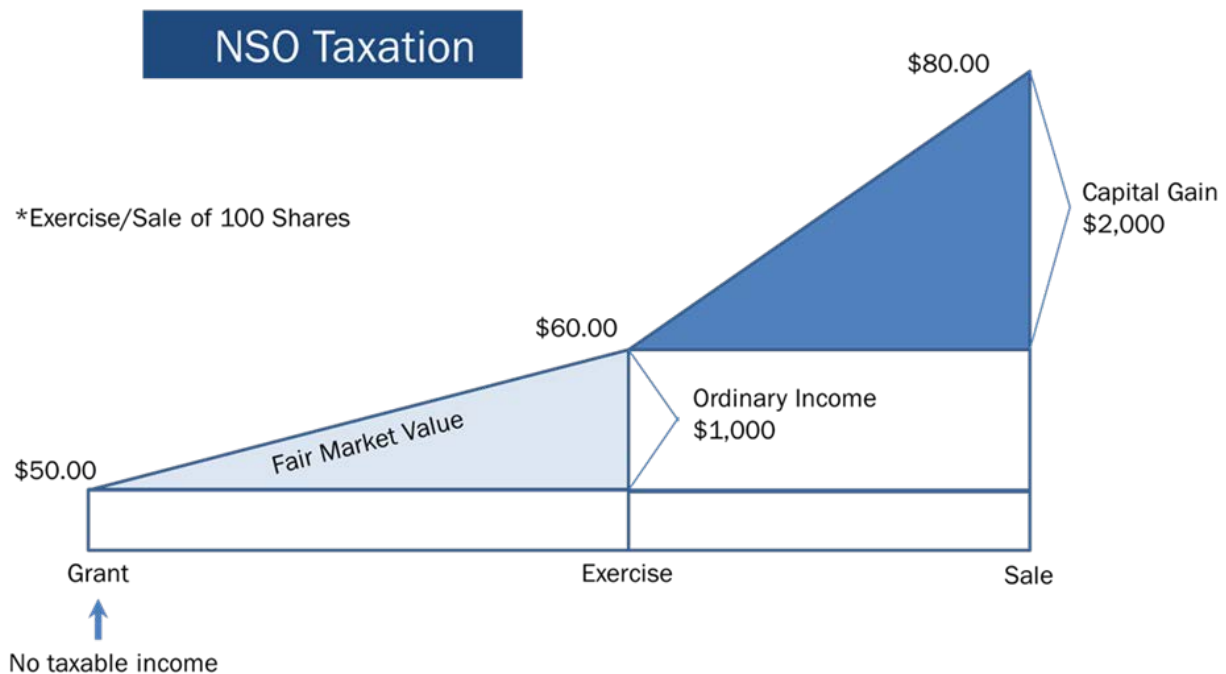 NSO Taxation
$80.00
Capital Gain
$2,000
*Exercise/Sale of 100 Shares
$60.00
Ordinary Income
$1,000
Fair Market Value
$50.00
Grant
Exercise
Sale
No taxable income